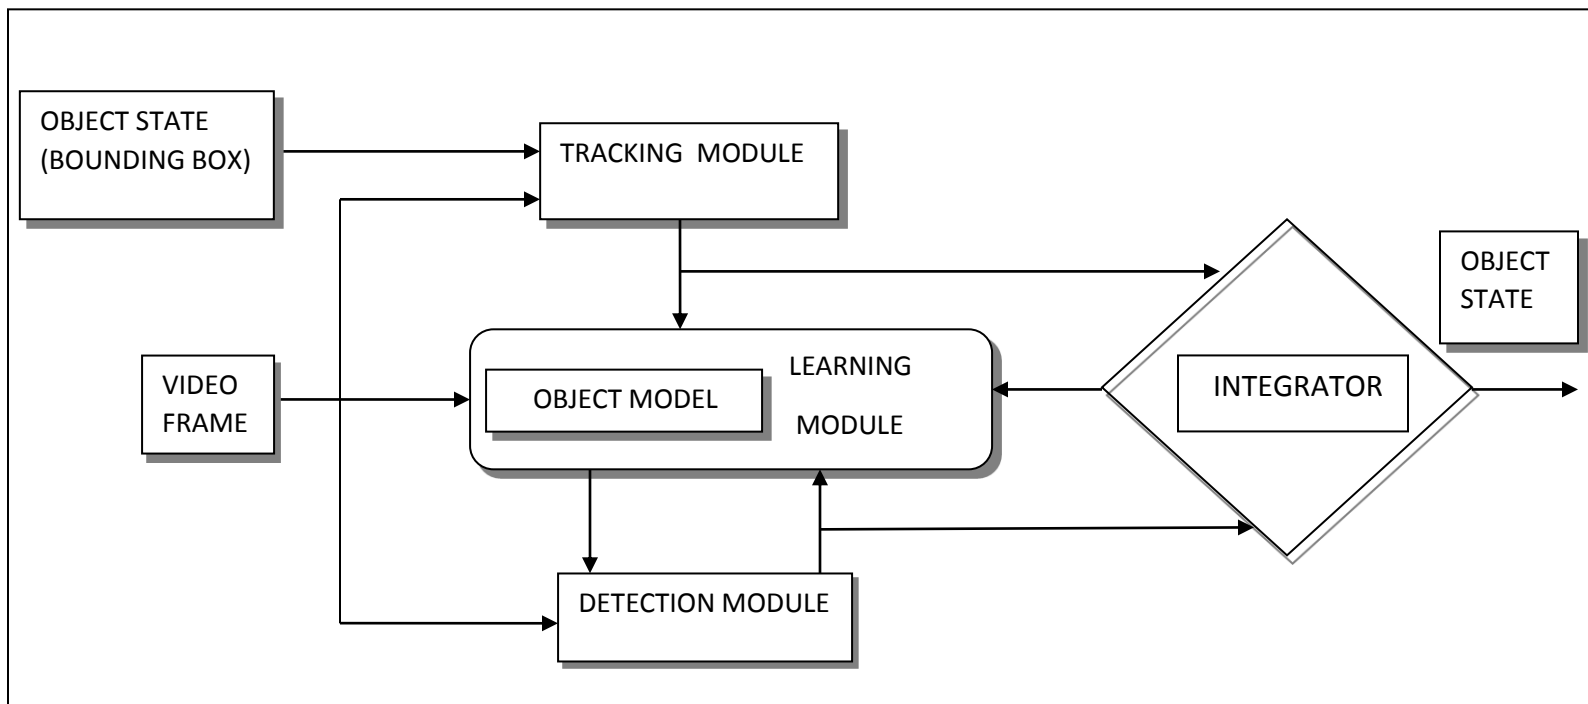 OBJECT STATE
(BOUNDING BOX)
TRACKING MODULE
OBJECT
STATE
VIDEO
FRAME
OBJECT MODEL
LEARNING
MODULE
INTEGRATOR
DETECTION MODULE